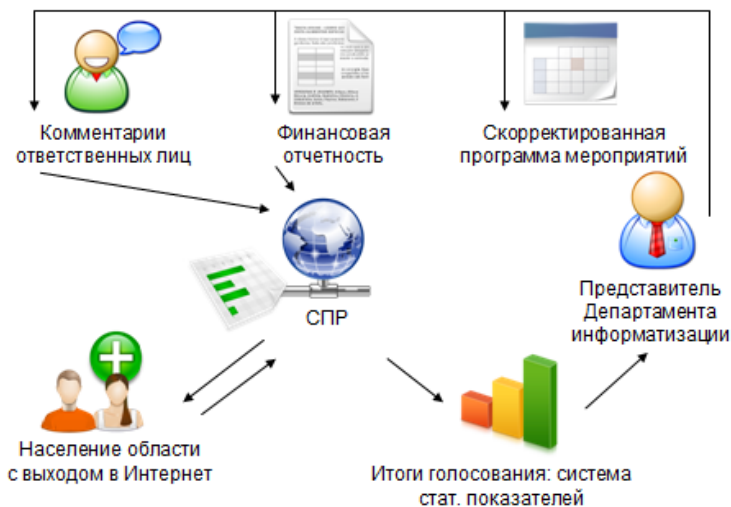 Комментарии
ответственных лиц
Финансовая
отчетность
Скорректированная
программа мероприятий
СПР
Представитель
Департамента
информатизации
Население области
с выходом в Интернет
Итоги голосования: система
стат. показателей